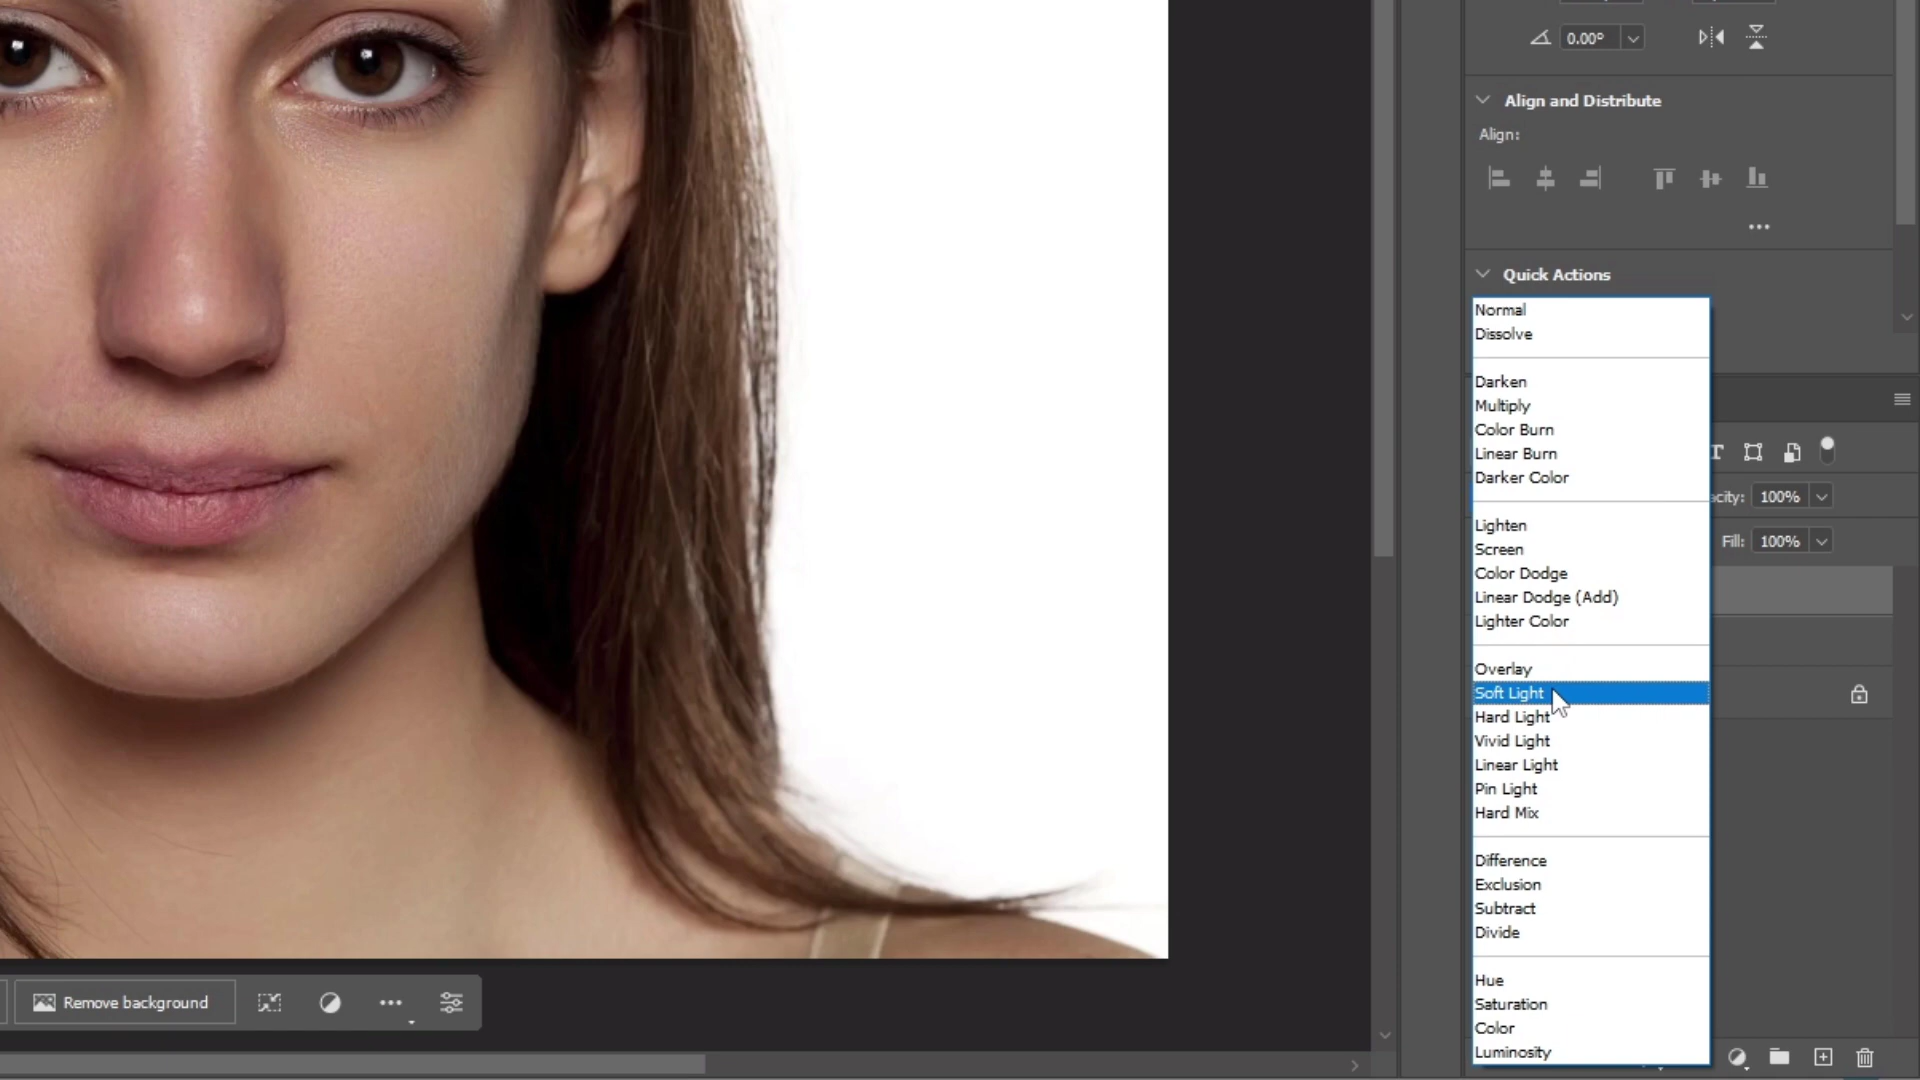 0.00º
Align and Distribute
Align:
Quick Actions
Normal
Dissolve
Darken
Multiply
Color Burn
Linear Burn
Darker Color
acity: 100%
Lighten
Screen
Fill: 100%
Color Dodge
Linear Dodge (Add)
Lighter Color
Overlay
Soft Light
Hard Light
Vivid Light
Linear Light
Pin Light
Hard Mix
Difference
Exclusion
Subtract
Divide
Hue
Saturation
Color
Luminosity
Remove background